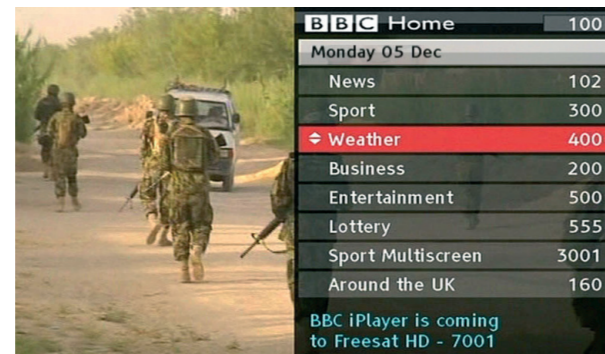 BBC Home 100
Monday 05 Dec
News 102
Sport 300
Weather 400
Business 200
Entertainment 500
Lottery 555
Sport Multiscreen 3001
Around the UK 160
BBC iPlayer is coming
to Freesat HD - 7001